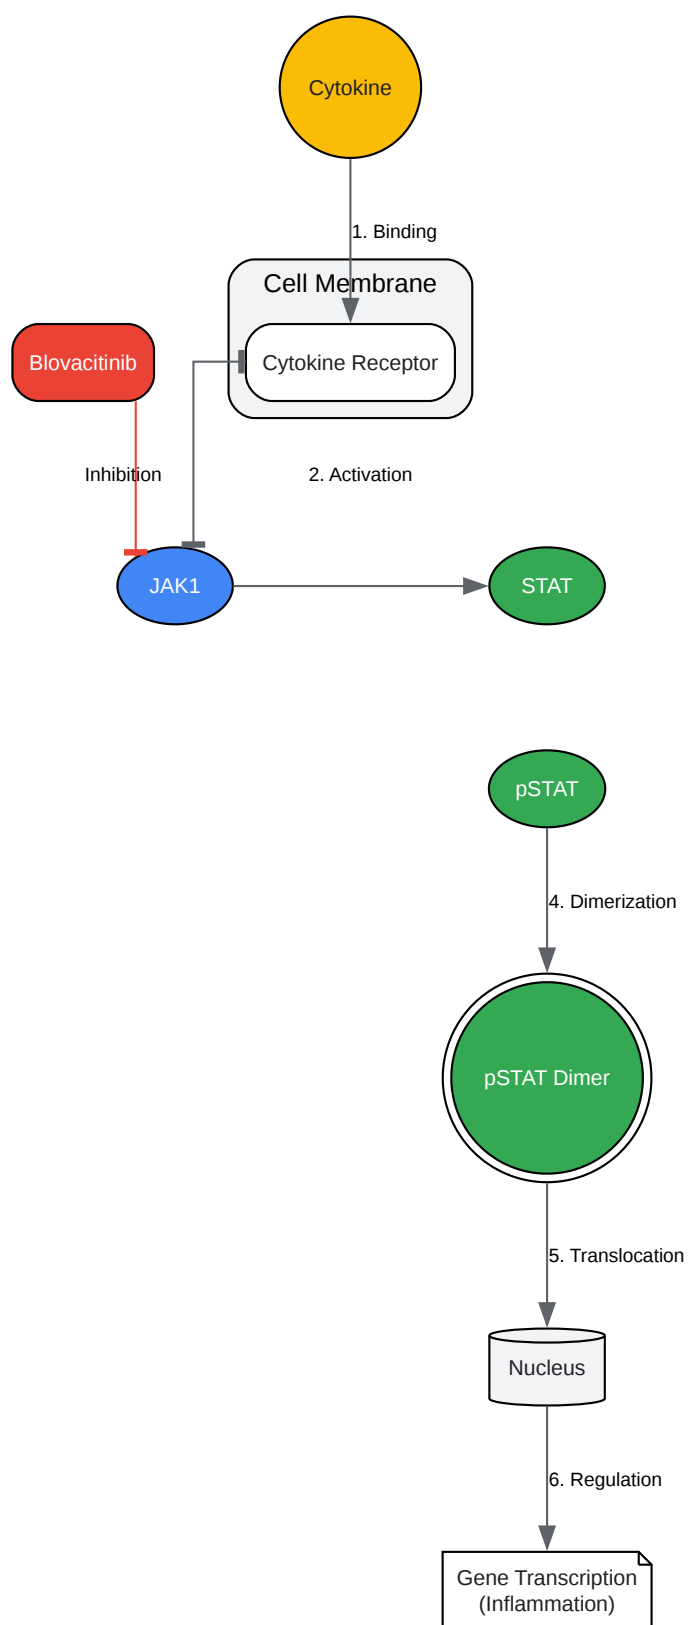 Cytokine
1. Binding
Cell Membrane
Blovacitinib
Cytokine Receptor
Inhibition
2. Activation
JAK1
STAT
pSTAT
4. Dimerization
pSTAT Dimer
5. Translocation
Nucleus
6. Regulation
Gene Transcription
(Inflammation)